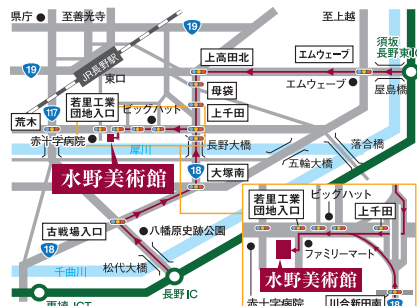 県庁
至善光寺
至上越
19
18
19
JR長野駅
東口
上高田北
エムウェーブ
須坂
長野東IC
エムウェーブ
屋島橋
母袋
若里工業
団地入口
ビッグハット
上千田
117
荒木
赤十字病院
犀川
長野大橋
落合橋
五輪大橋
水野美術館
18
大塚南
古戦場入口
八幡原史跡公園
18
千曲川
松代大橋
長野IC
更埴JCT
若里工業
団地入口
ビッグハット
上千田
ファミリーマート
水野美術館
赤十字病院
川合新田南
18